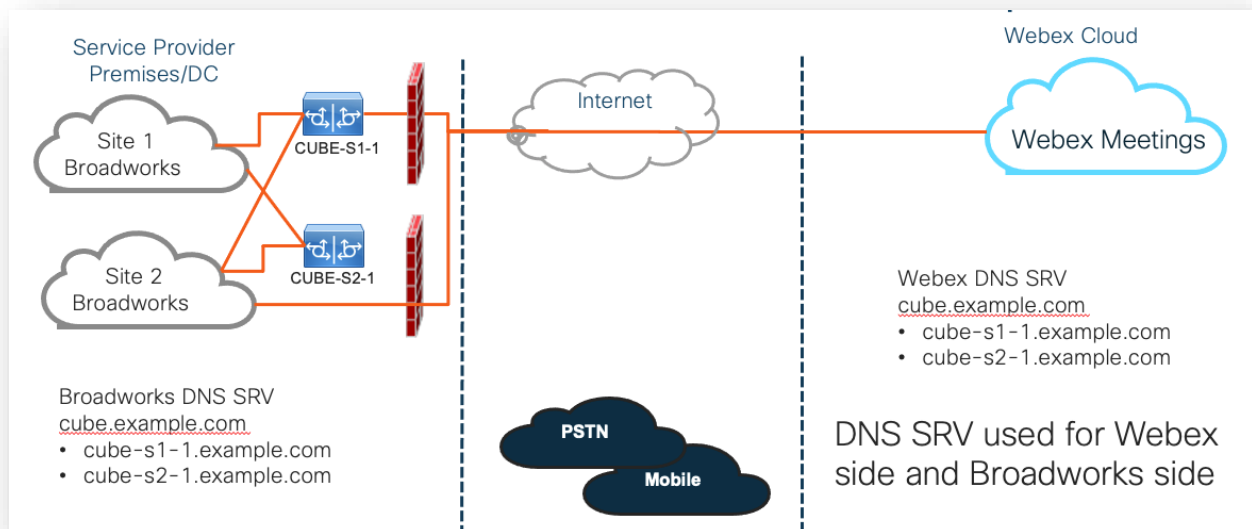 Service Provider
Premises/DC
Site 1
Broadworks
CUBE-S1-1
Site 2
Broadworks
CUBE-S2-1
Broadworks DNS SRV
cube.example.com
• cube-s1-1.example.com
• cube-s2-1.example.com
Internet
PSTN
Mobile
Webex Cloud
Webex Meetings
Webex DNS SRV
cube.example.com
• cube-s1-1.example.com
• cube-s2-1.example.com
DNS SRV used for Webex
side and Broadworks side